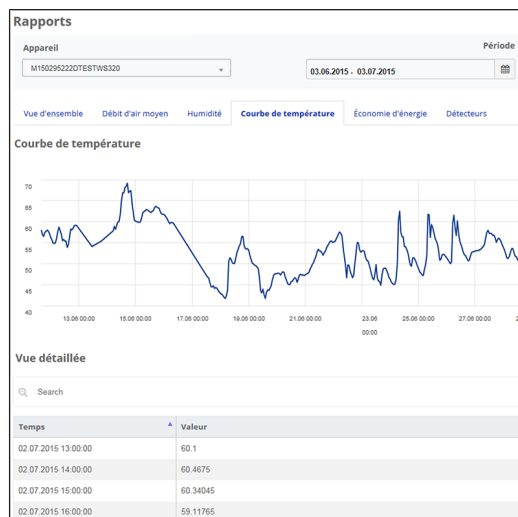 Rapports
Appareil
Période
M150295222DTESTWS320
03.06.2015 - 03.07.2015
Vue d'ensemble Débit d'air moyen Humidité Courbe de température Économie d'énergie Détecteurs
Courbe de température
70
65
60
55
50
45
40
13.06 00:00 15.06 00:00 17.06 00:00 19.06 00:00 21.06 00:00 23.06 00:00 25.06 00:00 27.06 00:00 2
Vue détaillée
Search
Temps Valeur
02.07.2015 13:00:00 60.1
02.07.2015 14:00:00 60.4675
02.07.2015 15:00:00 60.34045
02.07.2015 16:00:00 59.11765